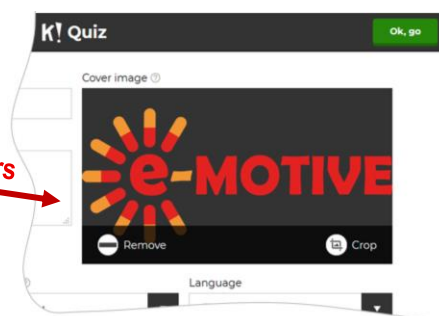 K! Quiz
Ok, go
Cover image ?
e-MOTIVE
Remove
Crop
Language